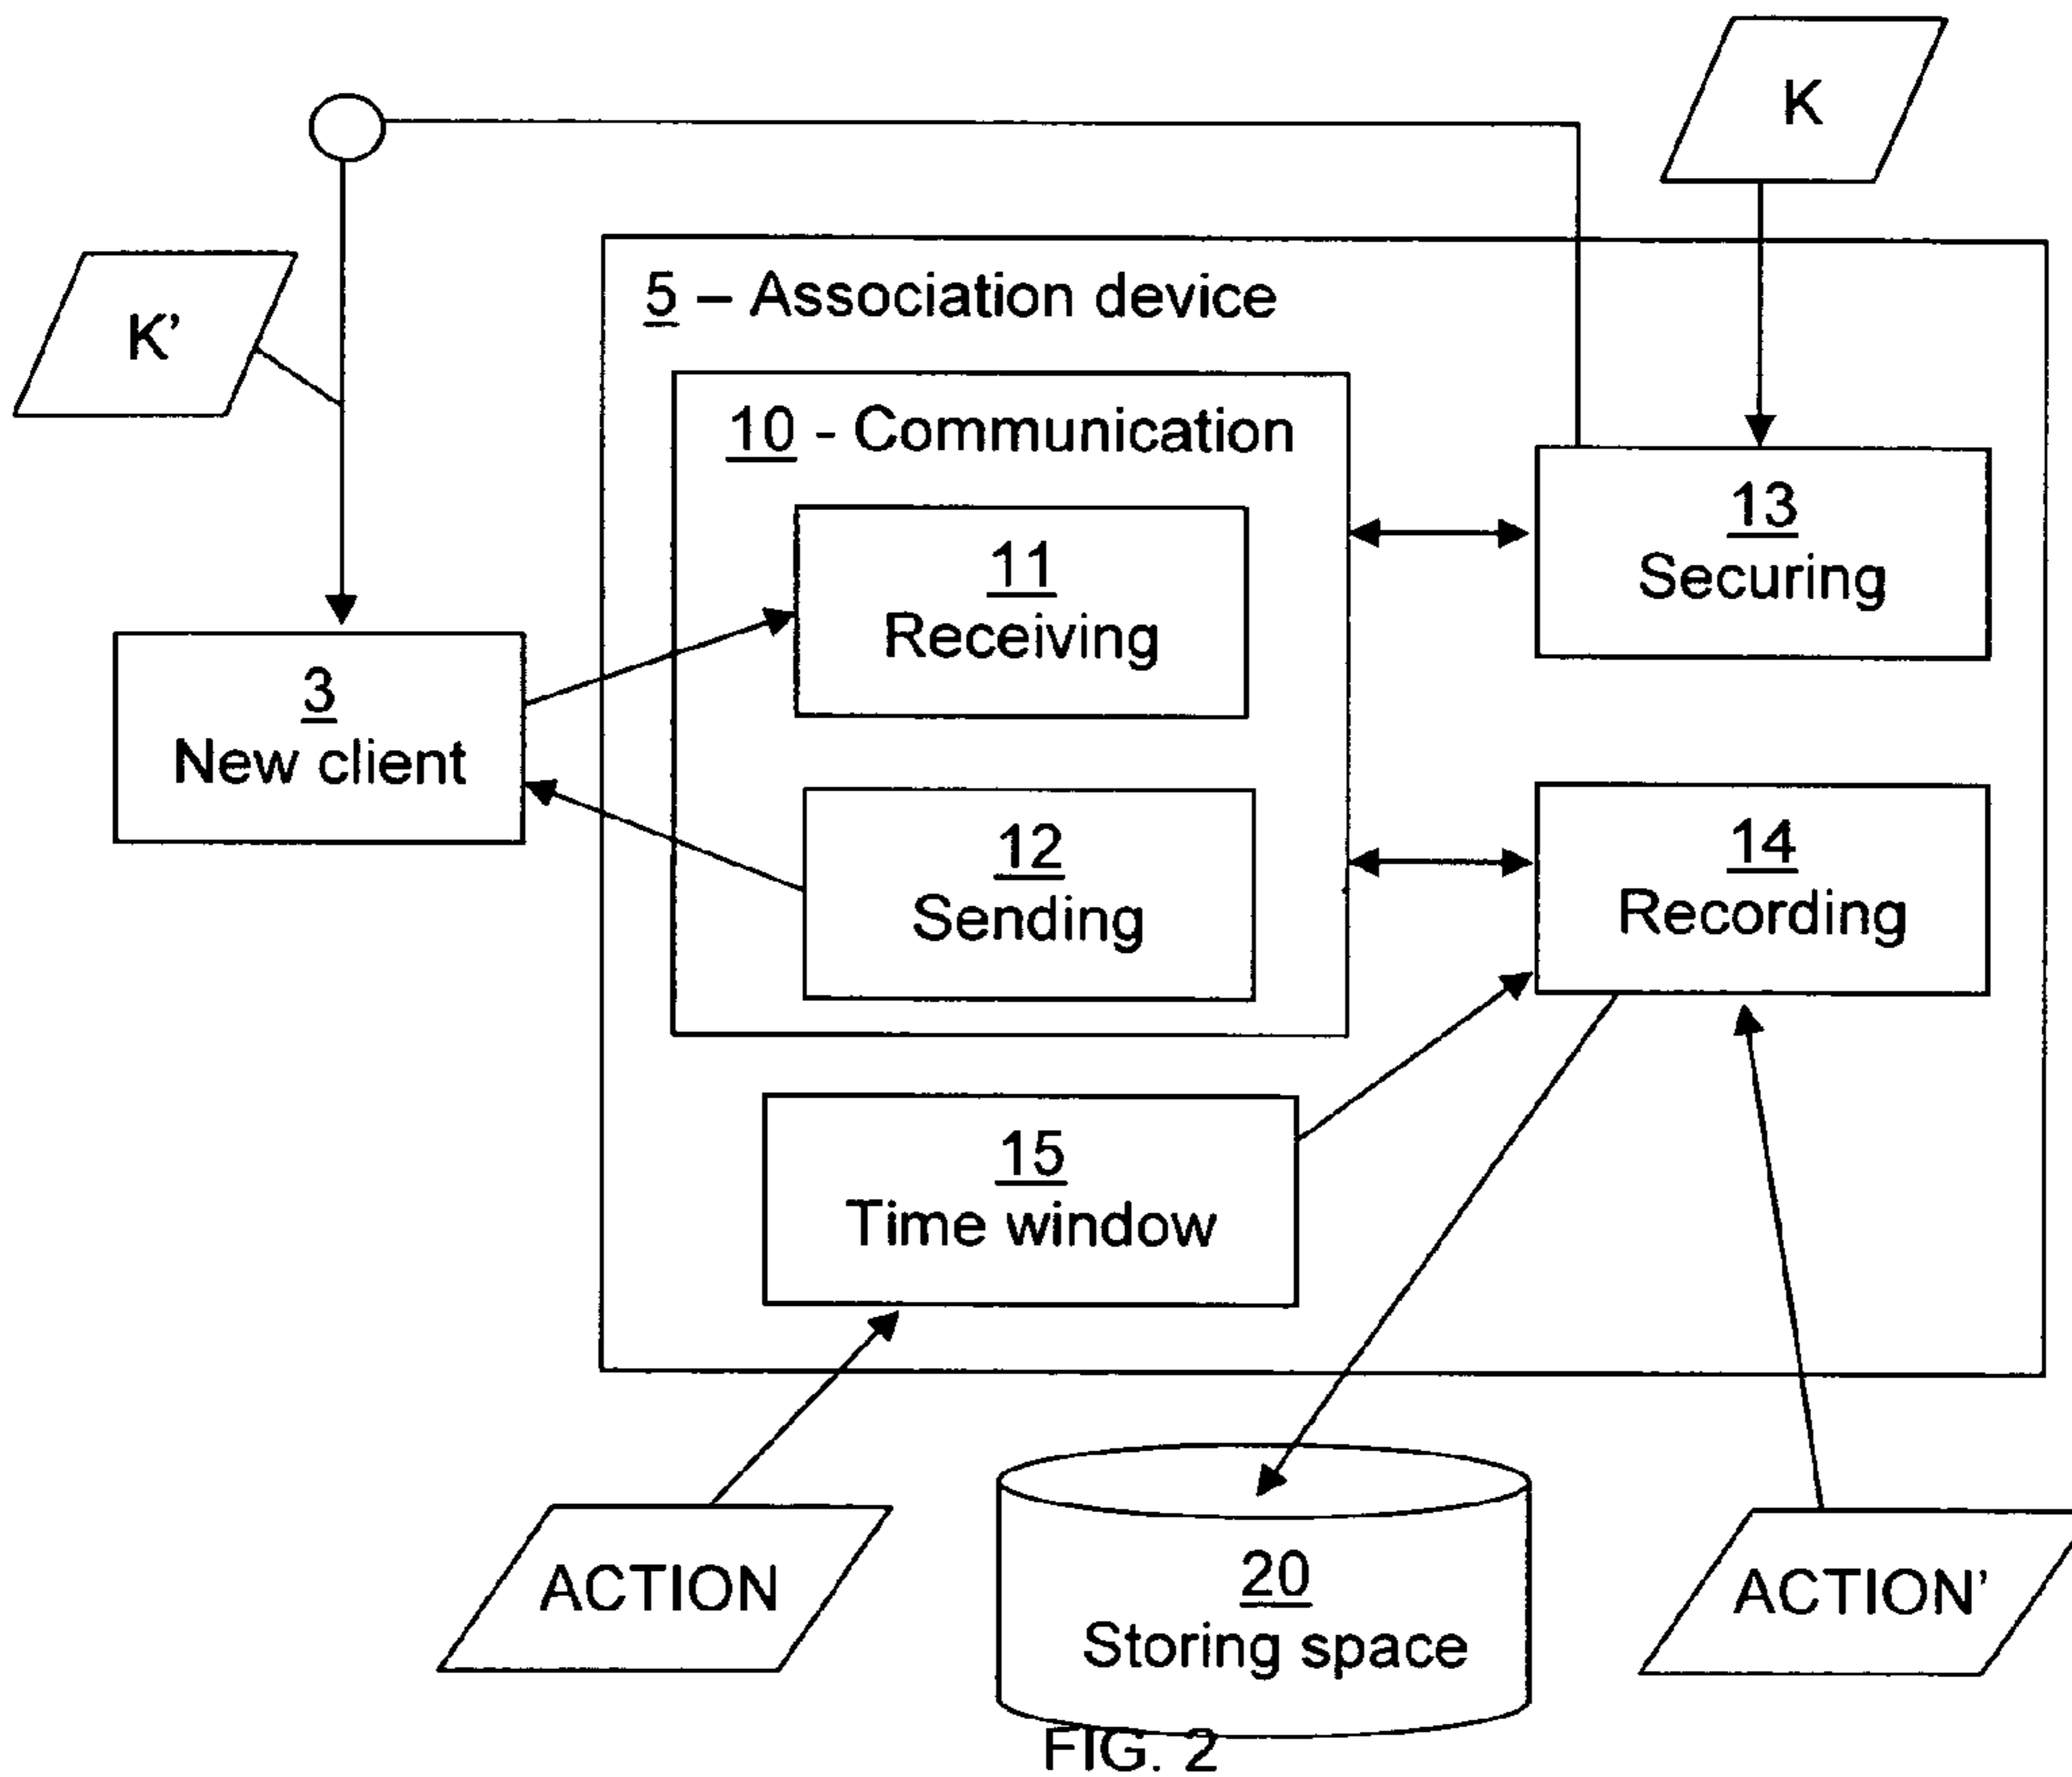 K
K'
5 – Association device
10 - Communication
13
Securing
11
Receiving
3
New client
12
Sending
14
Recording
15
Time window
ACTION
20
Storing space
ACTION'
FIG. 2